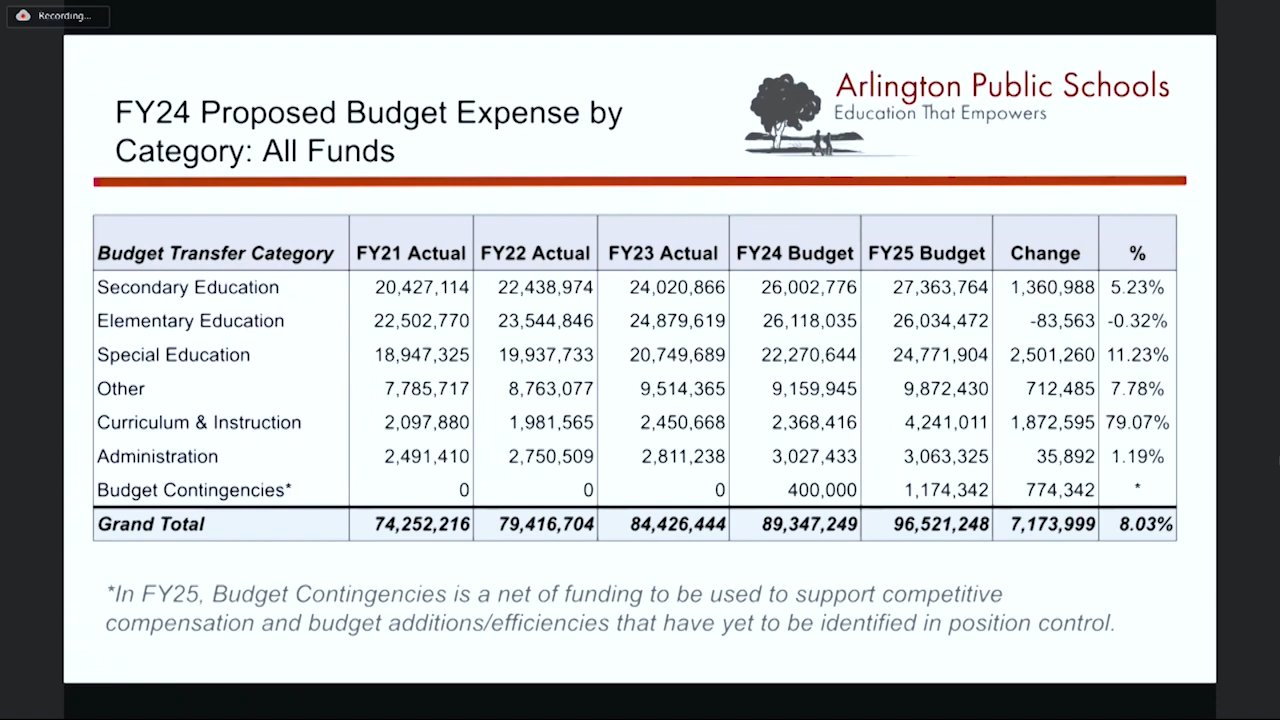 Recording...
FY24 Proposed Budget Expense by
Category: All Funds
Arlington Public Schools
Education That Empowers
Budget Transfer Category FY21 Actual FY22 Actual FY23 Actual FY24 Budget FY25 Budget Change %
Secondary Education 20,427,114 22,438,974 24,020,866 26,002,776 27,363,764 1,360,988 5.23%
Elementary Education 22,502,770 23,544,846 24,879,619 26,118,035 26,034,472 -83,563 -0.32%
Special Education 18,947,325 19,937,733 20,749,689 22,270,644 24,771,904 2,501,260 11.23%
Other 7,785,717 8,763,077 9,514,365 9,159,945 9,872,430 712,485 7.78%
Curriculum & Instruction 2,097,880 1,981,565 2,450,668 2,368,416 4,241,011 1,872,595 79.07%
Administration 2,491,410 2,750,509 2,811,238 3,027,433 3,063,325 35,892 1.19%
Budget Contingencies* 0 0 0 400,000 1,174,342 774,342 *
Grand Total 74,252,216 79,416,704 84,426,444 89,347,249 96,521,248 7,173,999 8.03%
*In FY25, Budget Contingencies is a net of funding to be used to support competitive
compensation and budget additions/efficiencies that have yet to be identified in position control.